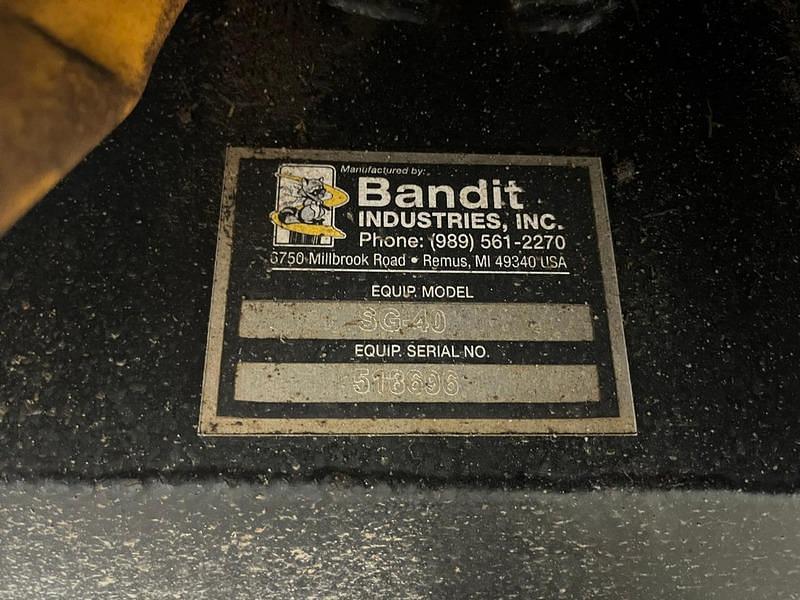 Manufactured by:
Bandit
INDUSTRIES, INC.
Phone: (989) 561-2270
6750 Millbrook Road • Remus, MI 49340 USA
EQUIP. MODEL
SG-40
EQUIP. SERIAL NO.
513696